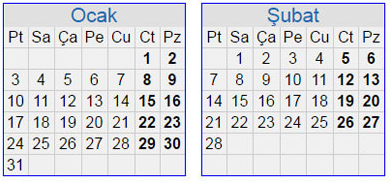 Ocak
Pt Sa Ça Pe Cu Ct Pz
1 2
3 4 5 6 7 8 9
10 11 12 13 14 15 16
17 18 19 20 21 22 23
24 25 26 27 28 29 30
31
Şubat
Pt Sa Ça Pe Cu Ct Pz
1 2 3 4 5 6
7 8 9 10 11 12 13
14 15 16 17 18 19 20
21 22 23 24 25 26 27
28